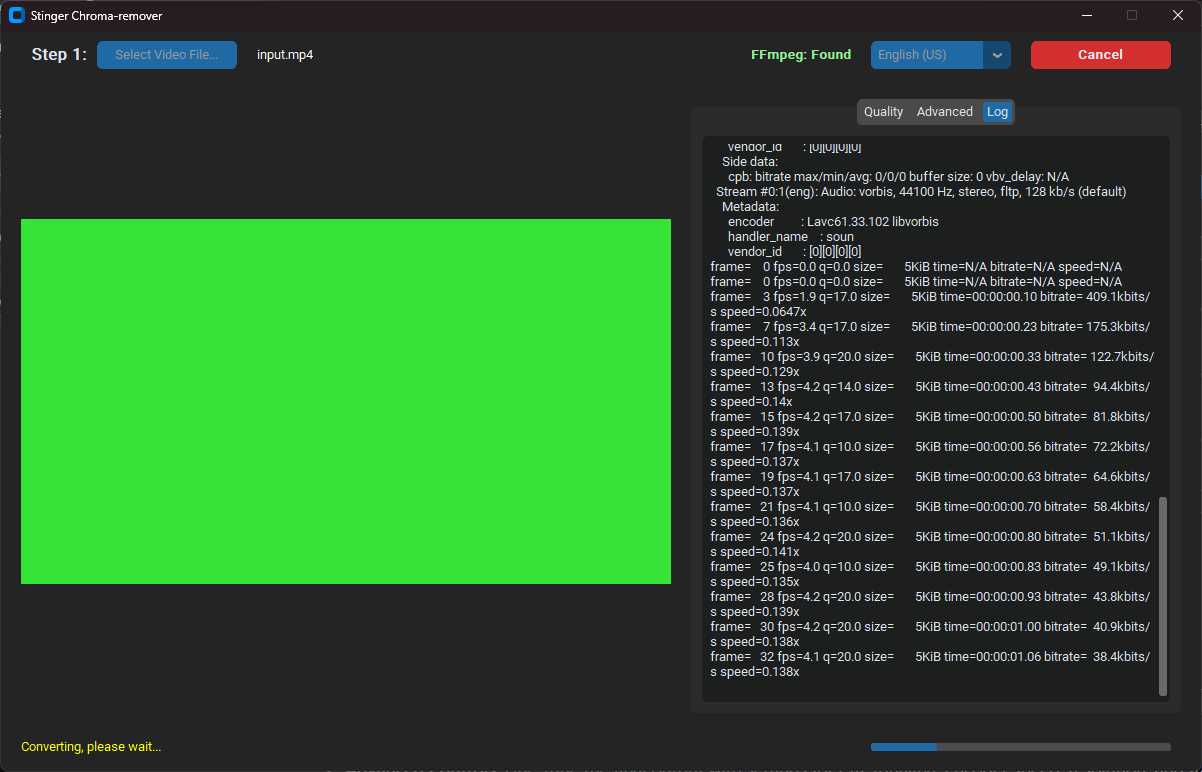 Stinger Chroma-remover
Step 1: Select Video File... input.mp4 FFmpeg: Found English (US) Cancel
Quality Advanced Log
vendor_id : [0][0][0][0]
Side data:
cpb: bitrate max/min/avg: 0/0/0 buffer size: 0 vbv_delay: N/A
Stream #0:1(eng): Audio: vorbis, 44100 Hz, stereo, fltp, 128 kb/s (default)
Metadata:
encoder : Lavc61.33.102 libvorbis
handler_name : soun
vendor_id : [0][0][0][0]
frame= 0 fps=0.0 q=0.0 size= 5KiB time=N/A bitrate=N/A speed=N/A
frame= 0 fps=0.0 q=0.0 size= 5KiB time=N/A bitrate=N/A speed=N/A
frame= 3 fps=1.9 q=17.0 size= 5KiB time=00:00:00.10 bitrate= 409.1kbits/
s speed=0.0647x
frame= 7 fps=3.4 q=17.0 size= 5KiB time=00:00:00.23 bitrate= 175.3kbits/
s speed=0.113x
frame= 10 fps=3.9 q=20.0 size= 5KiB time=00:00:00.33 bitrate= 122.7kbits/
s speed=0.129x
frame= 13 fps=4.2 q=14.0 size= 5KiB time=00:00:00.43 bitrate= 94.4kbits/
s speed=0.14x
frame= 15 fps=4.2 q=17.0 size= 5KiB time=00:00:00.50 bitrate= 81.8kbits/
s speed=0.139x
frame= 17 fps=4.1 q=10.0 size= 5KiB time=00:00:00.56 bitrate= 72.2kbits/
s speed=0.137x
frame= 19 fps=4.1 q=17.0 size= 5KiB time=00:00:00.63 bitrate= 64.6kbits/
s speed=0.137x
frame= 21 fps=4.1 q=10.0 size= 5KiB time=00:00:00.70 bitrate= 58.4kbits/
s speed=0.136x
frame= 24 fps=4.2 q=20.0 size= 5KiB time=00:00:00.80 bitrate= 51.1kbits/
s speed=0.141x
frame= 25 fps=4.0 q=10.0 size= 5KiB time=00:00:00.83 bitrate= 49.1kbits/
s speed=0.135x
frame= 28 fps=4.2 q=20.0 size= 5KiB time=00:00:00.93 bitrate= 43.8kbits/
s speed=0.139x
frame= 30 fps=4.2 q=20.0 size= 5KiB time=00:00:01.00 bitrate= 40.9kbits/
s speed=0.138x
frame= 32 fps=4.1 q=20.0 size= 5KiB time=00:00:01.06 bitrate= 38.4kbits/
s speed=0.138x
Converting, please wait...